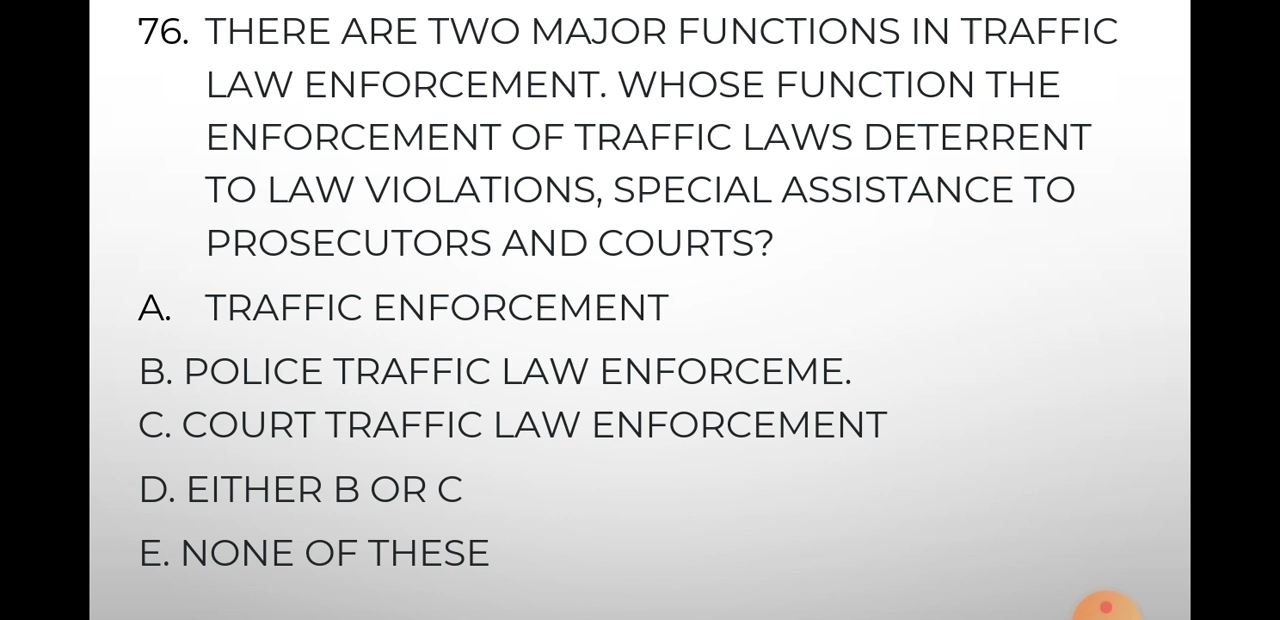 76. THERE ARE TWO MAJOR FUNCTIONS IN TRAFFIC
LAW ENFORCEMENT. WHOSE FUNCTION THE
ENFORCEMENT OF TRAFFIC LAWS DETERRENT
TO LAW VIOLATIONS, SPECIAL ASSISTANCE TO
PROSECUTORS AND COURTS?
A. TRAFFIC ENFORCEMENT
B. POLICE TRAFFIC LAW ENFORCEME.
C. COURT TRAFFIC LAW ENFORCEMENT
D. EITHER B OR C
E. NONE OF THESE